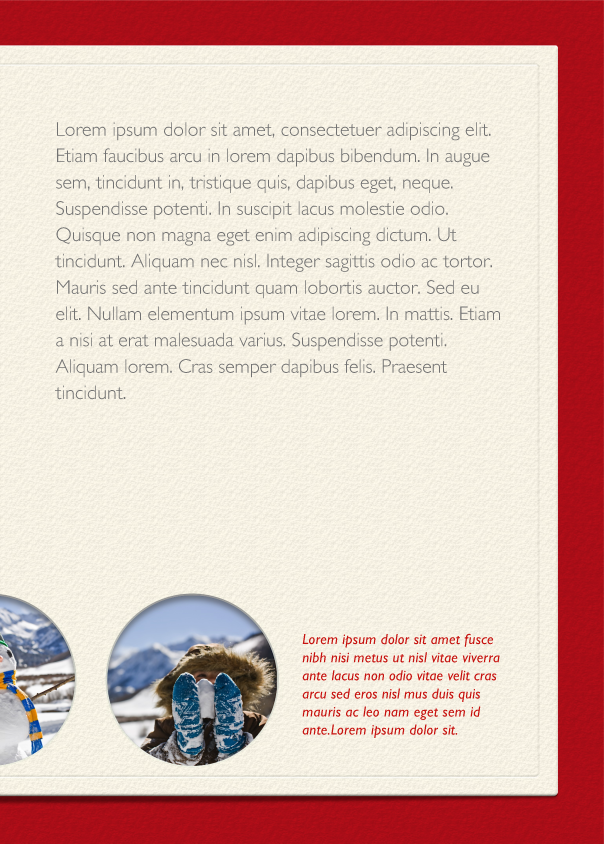 Lorem ipsum dolor sit amet, consectetuer adipiscing elit.
Etiam faucibus arcu in lorem dapibus bibendum. In augue
sem, tincidunt in, tristique quis, dapibus eget, neque.
Suspendisse potenti. In suscipit lacus molestie odio.
Quisque non magna eget enim adipiscing dictum. Ut
tincidunt. Aliquam nec nisl. Integer sagittis odio ac tortor.
Mauris sed ante tincidunt quam lobortis auctor. Sed eu
elit. Nullam elementum ipsum vitae lorem. In mattis. Etiam
a nisi at erat malesuada varius. Suspendisse potenti.
Aliquam lorem. Cras semper dapibus felis. Praesent
tincidunt.
Lorem ipsum dolor sit amet fusce
nibh nisi metus ut nisl vitae viverra
ante lacus non odio vitae velit cras
arcu sed eros nisl mus duis quis
mauris ac leo nam eget sem id
ante.Lorem ipsum dolor sit.